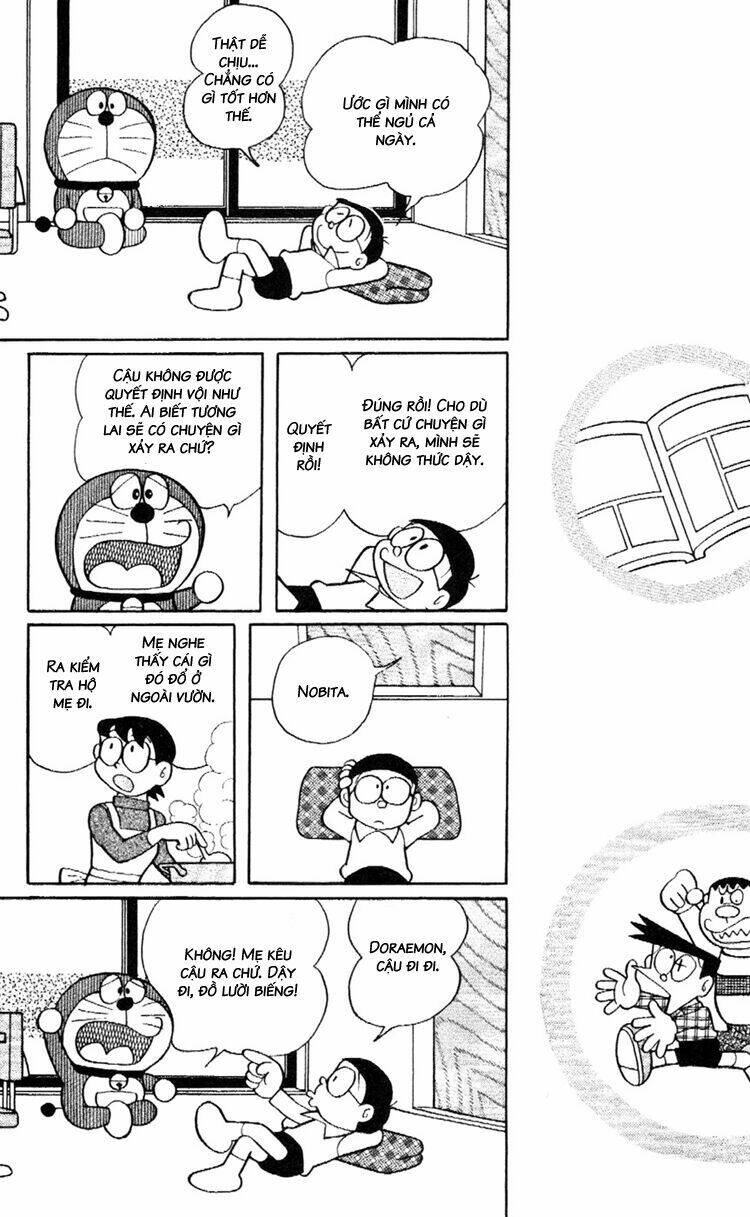 ƯỚC GÌ MÌNH CÓ
THỂ NGỦ CẢ
NGÀY.
THẬT DỄ
CHỊU...
CHẲNG CÓ
GÌ TỐT HƠN
THẾ.
ĐÚNG RỒI! CHO DÙ
BẤT CỨ CHUYỆN GÌ
XẢY RA, MÌNH SẼ
KHÔNG THỨC DẬY.
QUYẾT
ĐỊNH
RỒI!
CẬU KHÔNG ĐƯỢC
QUYẾT ĐỊNH VỘI NHƯ
THẾ. AI BIẾT TƯƠNG
LAI SẼ CÓ CHUYỆN GÌ
XẢY RA CHỨ?
NOBITA.
MẸ NGHE
THẤY CÁI GÌ
ĐÓ ĐỔ Ở
NGOÀI VƯỜN.
RA KIỂM
TRA HỘ
MẸ ĐI.
DORAEMON,
CẬU ĐI ĐI.
KHÔNG! MẸ KÊU
CẬU RA CHỨ. DẬY
ĐI, ĐỒ LƯỜI BIẾNG!